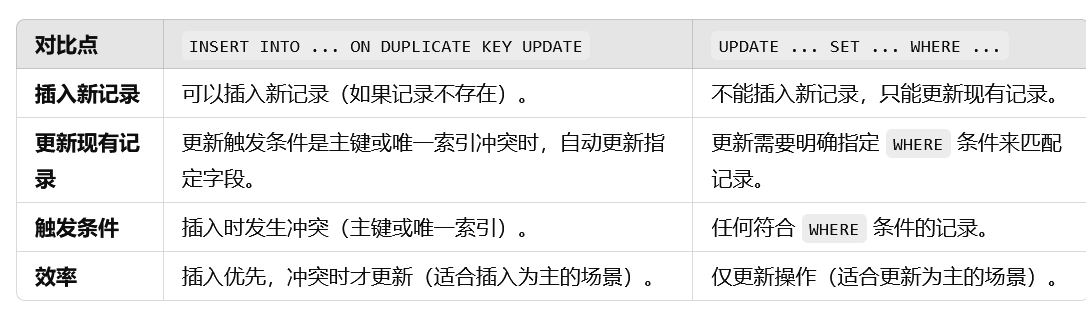 对比点 INSERT INTO ... ON DUPLICATE KEY UPDATE UPDATE ... SET ... WHERE ...
插入新记录 可以插入新记录（如果记录不存在）。 不能插入新记录，只能更新现有记录。
更新现有记 更新触发条件是主键或唯一索引冲突时，自动更新指 更新需要明确指定 WHERE 条件来匹配
录 定字段。 记录。
触发条件 插入时发生冲突（主键或唯一索引）。 任何符合 WHERE 条件的记录。
效率 插入优先，冲突时才更新（适合插入为主的场景）。 仅更新操作（适合更新为主的场景）。